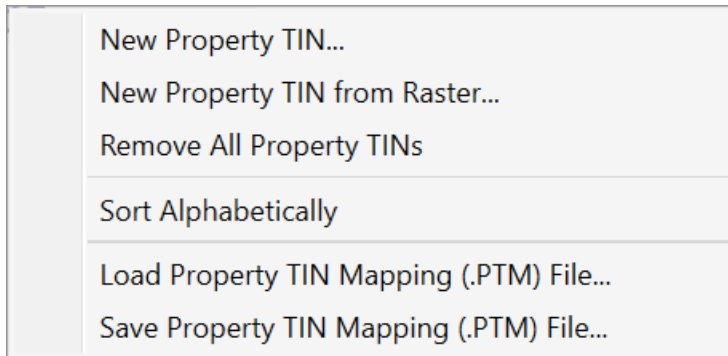 New Property TIN...
New Property TIN from Raster...
Remove All Property TINs
Sort Alphabetically
Load Property TIN Mapping (.PTM) File...
Save Property TIN Mapping (.PTM) File...